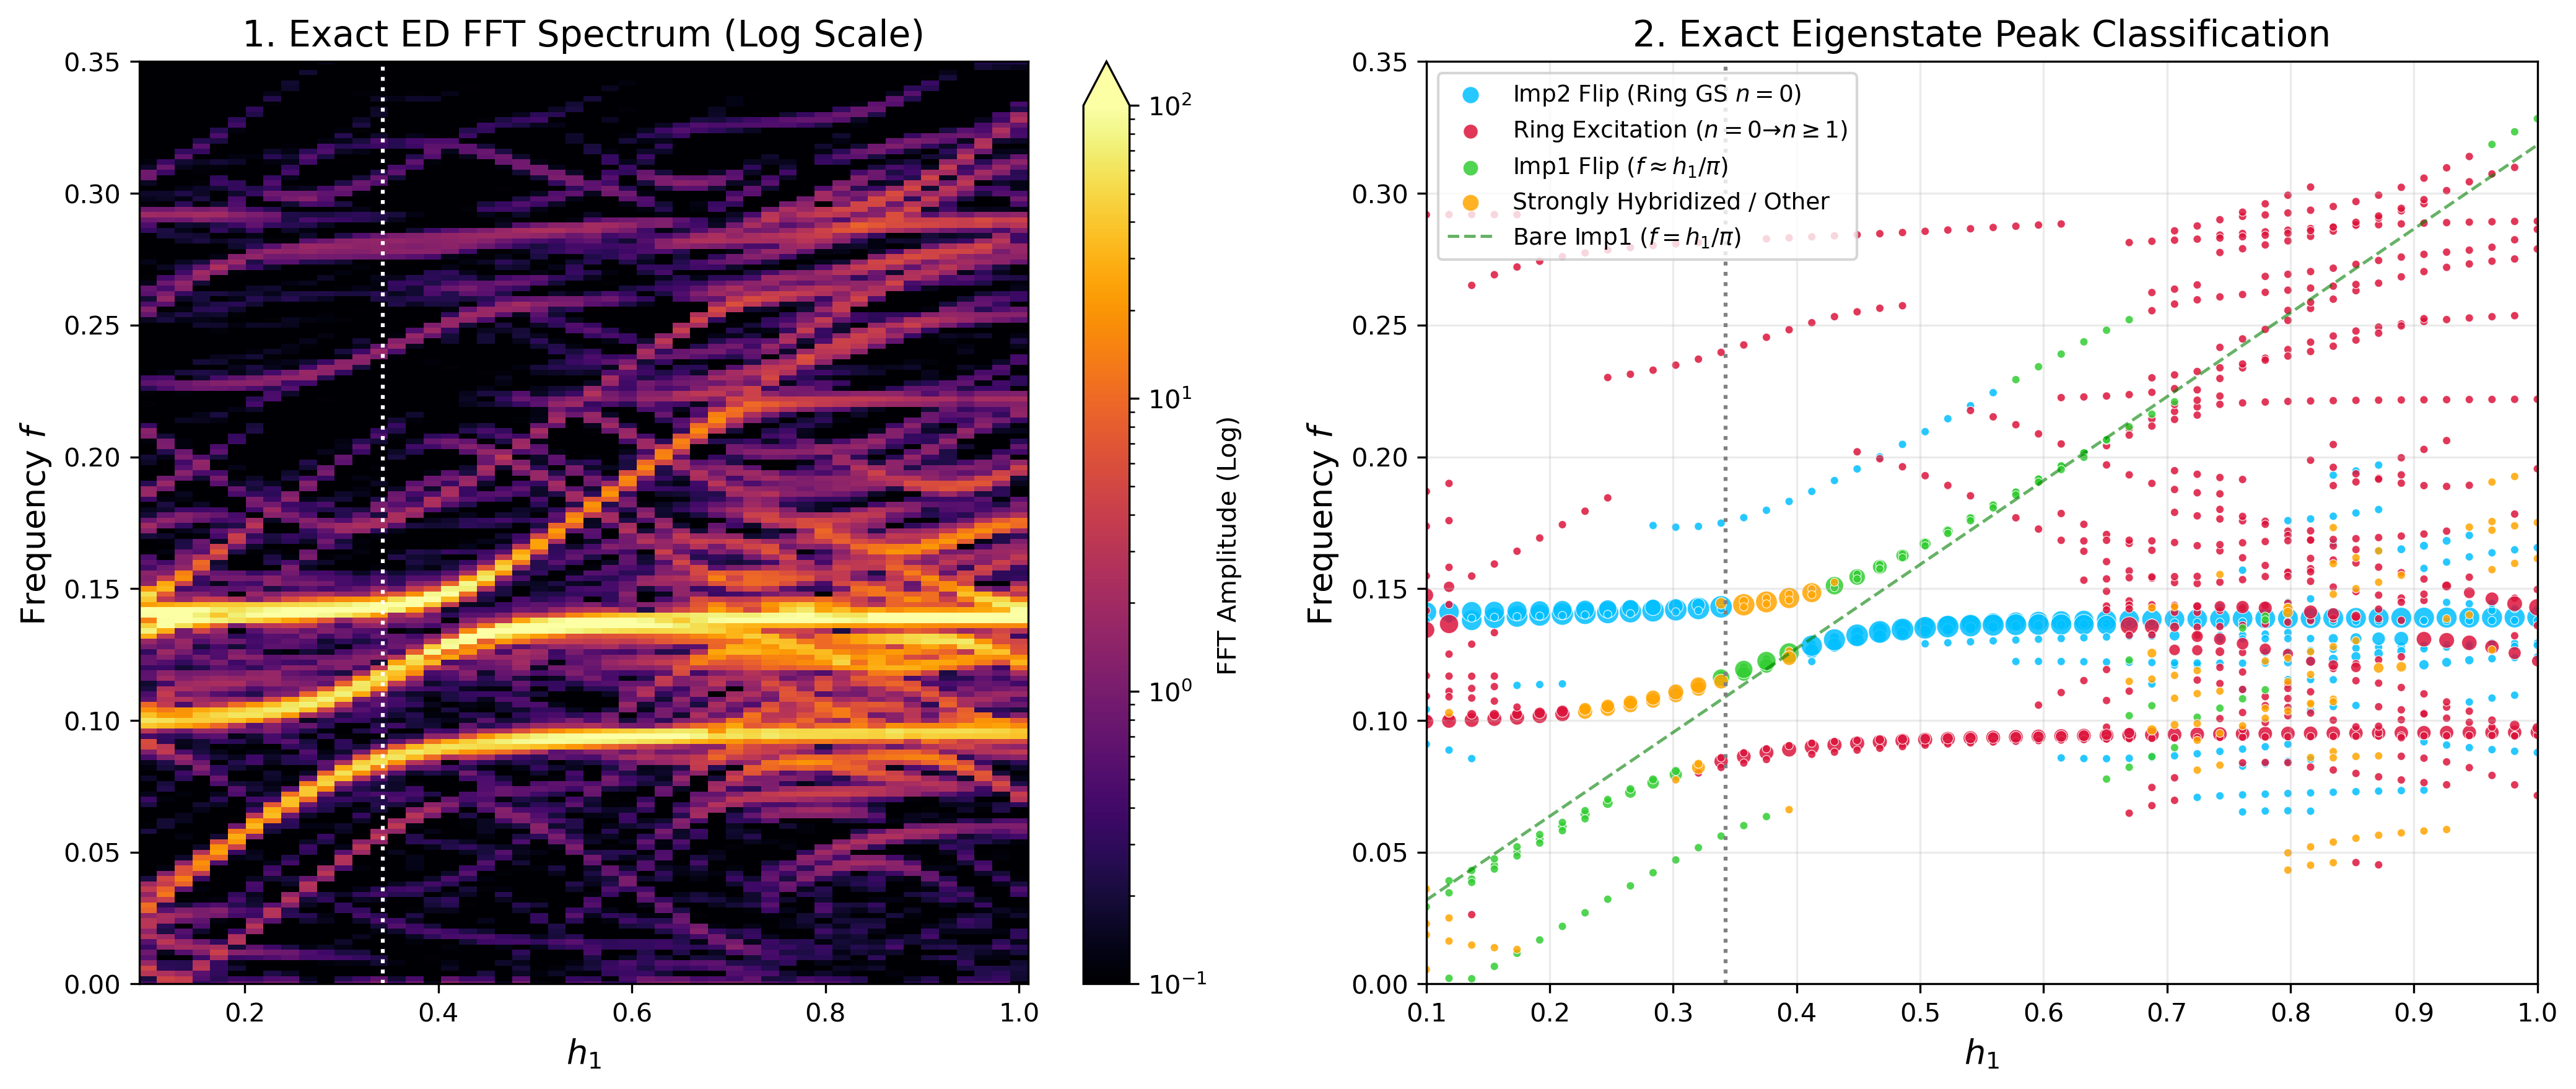 1. Exact ED FFT Spectrum (Log Scale)
Frequency f
0.35
0.30
0.25
0.20
0.15
0.10
0.05
0.00
0.2
0.4
0.6
0.8
1.0
h₁
10²
10¹
10⁰
10⁻¹
FFT Amplitude (Log)
2. Exact Eigenstate Peak Classification
Frequency f
0.35
0.30
0.25
0.20
0.15
0.10
0.05
0.00
Imp2 Flip (Ring GS n = 0)
Ring Excitation (n = 0→n ≥ 1)
Imp1 Flip (f ≈ h₁/π)
Strongly Hybridized / Other
Bare Imp1 (f = h₁/π)
0.1
0.2
0.3
0.4
0.5
0.6
0.7
0.8
0.9
1.0
h₁